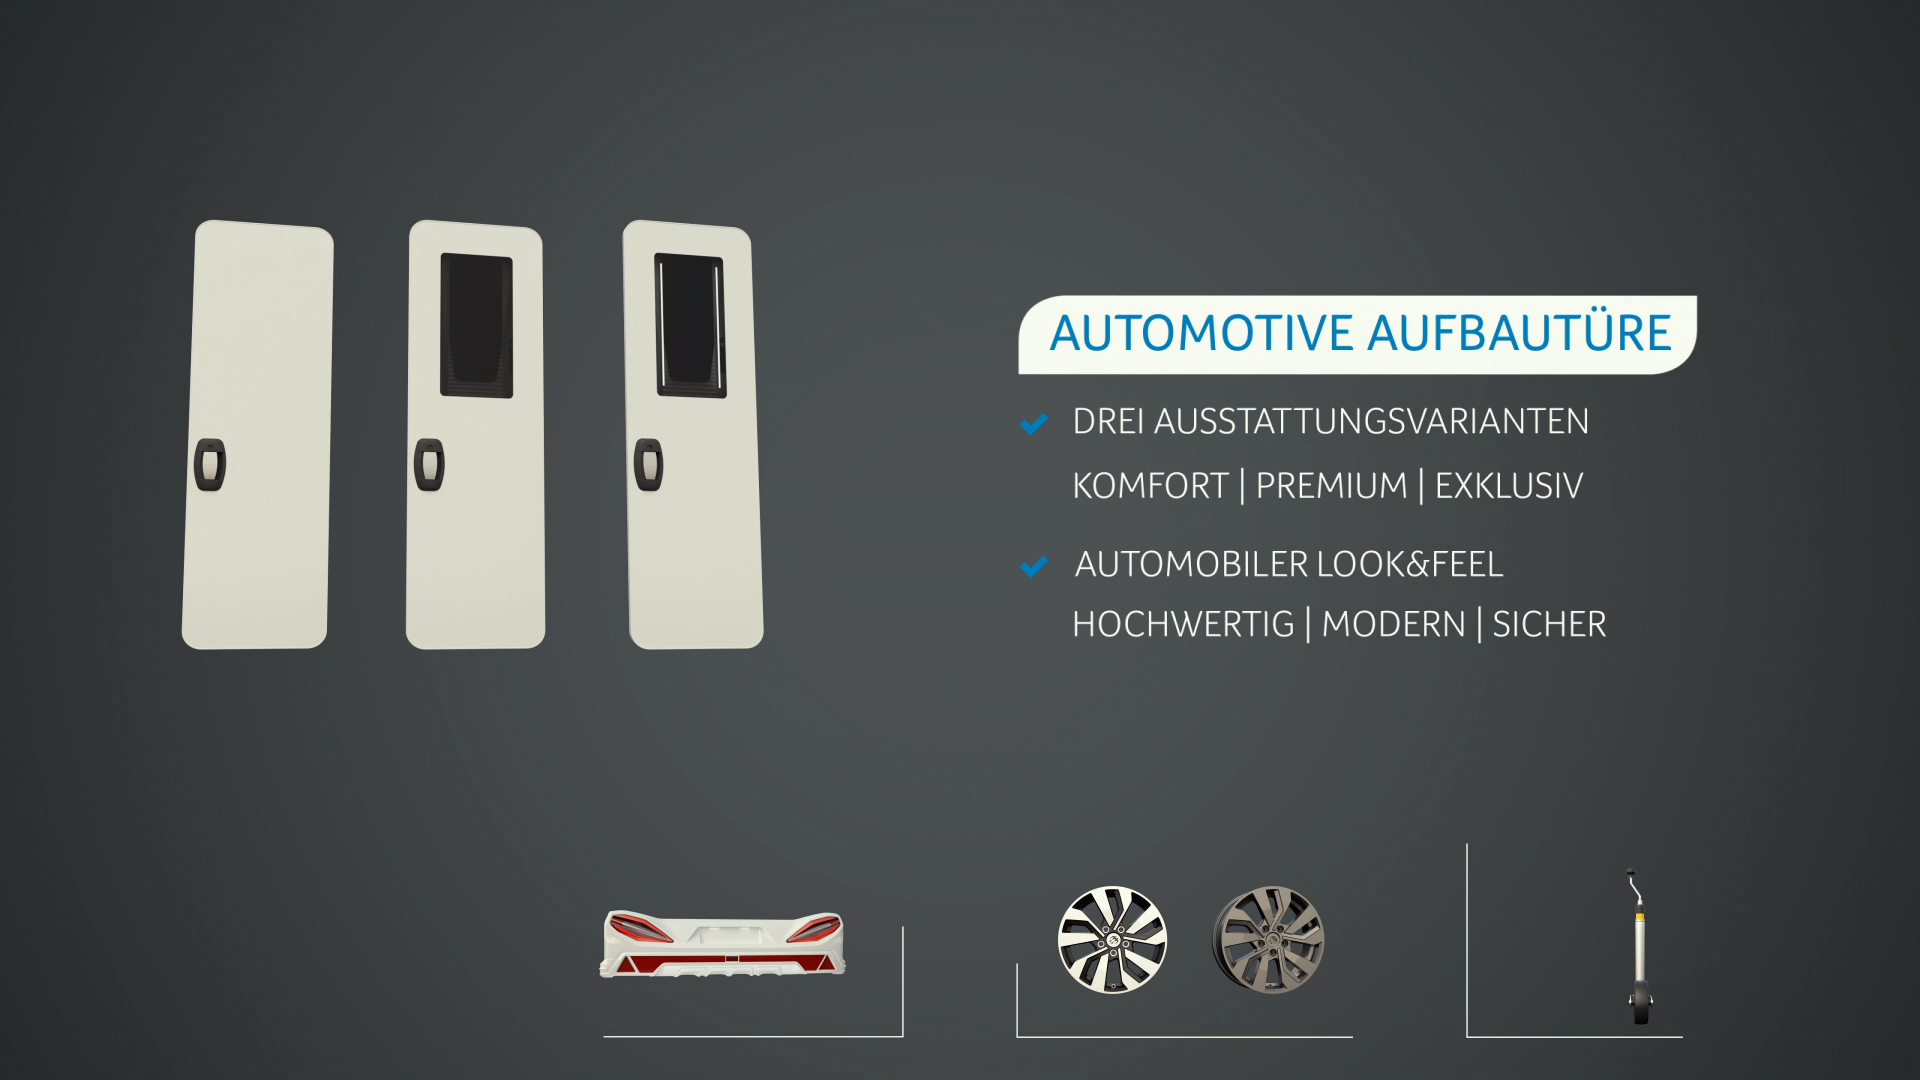 AUTOMOTIVE AUFBAUTÜRE
DREI AUSSTATTUNGSVARIANTEN
KOMFORT | PREMIUM | EXKLUSIV
AUTOMOBILER LOOK&FEEL
HOCHWERTIG | MODERN | SICHER